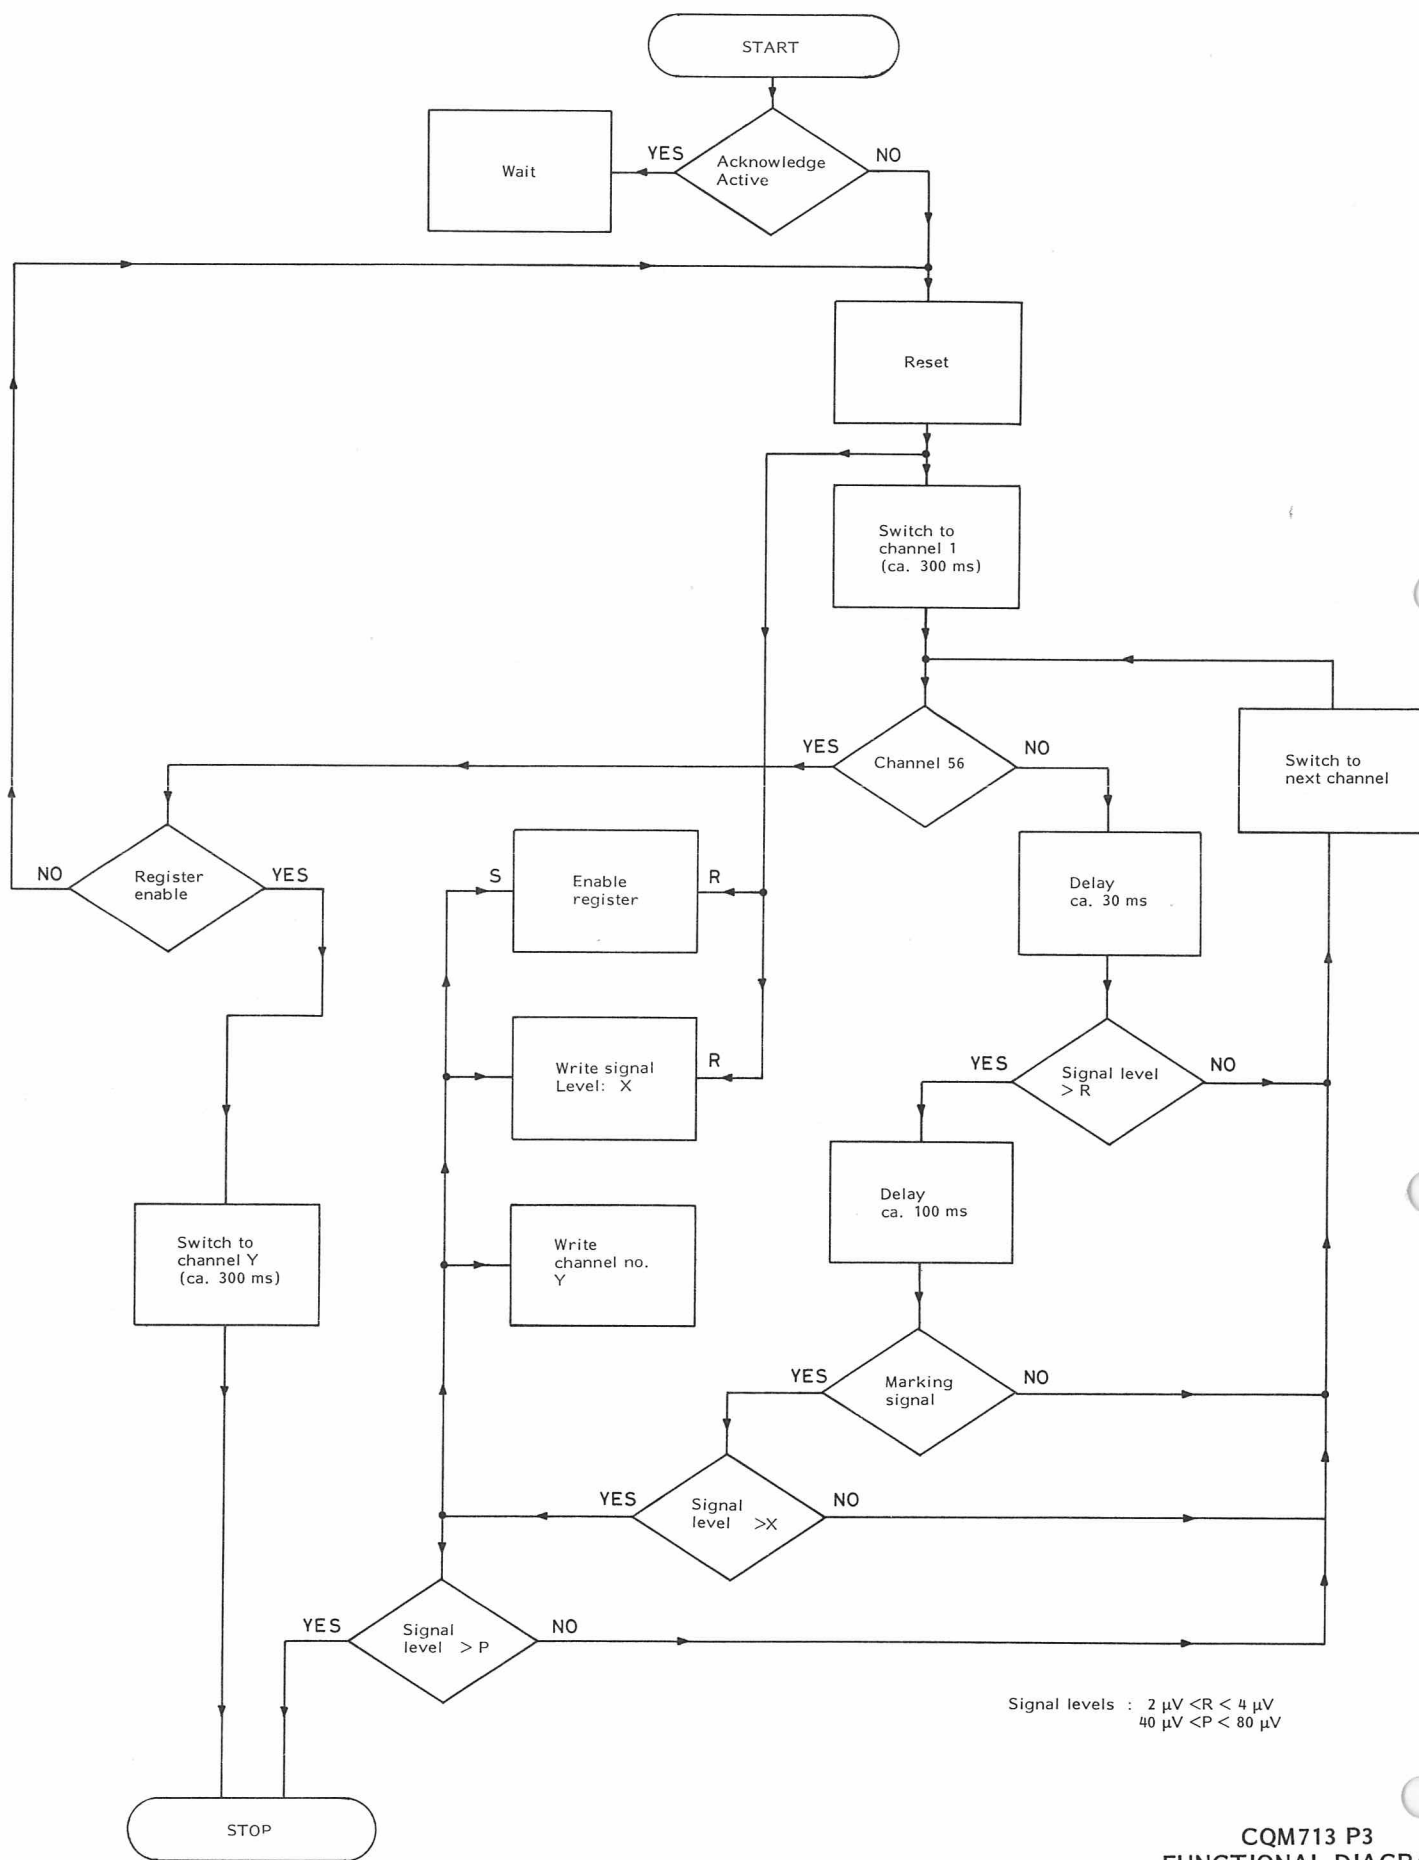 START
Wait
YES
Acknowledge
Active
NO
Reset
Switch to
channel 1
(ca. 300 ms)
YES
Channel 56
NO
Switch to
next channel
NO
Register
enable
YES
S
Enable
register
R
Delay
ca. 30 ms
Write signal
Level: X
R
YES
Signal level
> R
NO
Delay
ca. 100 ms
Switch to
channel Y
(ca. 300 ms)
Write
channel no.
Y
YES
Marking
signal
NO
YES
Signal
level >X
NO
YES
Signal
level > P
NO
Signal levels : 2 µV <R < 4 µV
40 µV <P < 80 µV
STOP
CQM713 P3
FUNCTIONAL